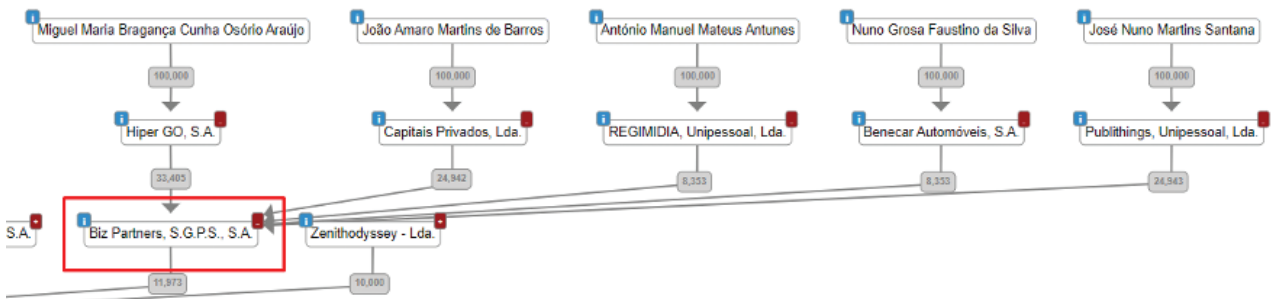 Miguel Maria Bragança Cunha Osório Araújo
João Amaro Martins de Barros
António Manuel Mateus Antunes
Nuno Grosa Faustino da Silva
José Nuno Martins Santana
100,000
100,000
100,000
100,000
100,000
Hiper GO, S.A.
Capitais Privados, Lda.
REGIMIDIA, Unipessoal, Lda.
Benecar Automóveis, S.A.
Publithings, Unipessoal, Lda.
33,405
24,942
8,353
8,353
24,943
S.A.
Biz Partners, S.G.P.S., S.A.
Zenithodyssey - Lda.
11,973
10,000